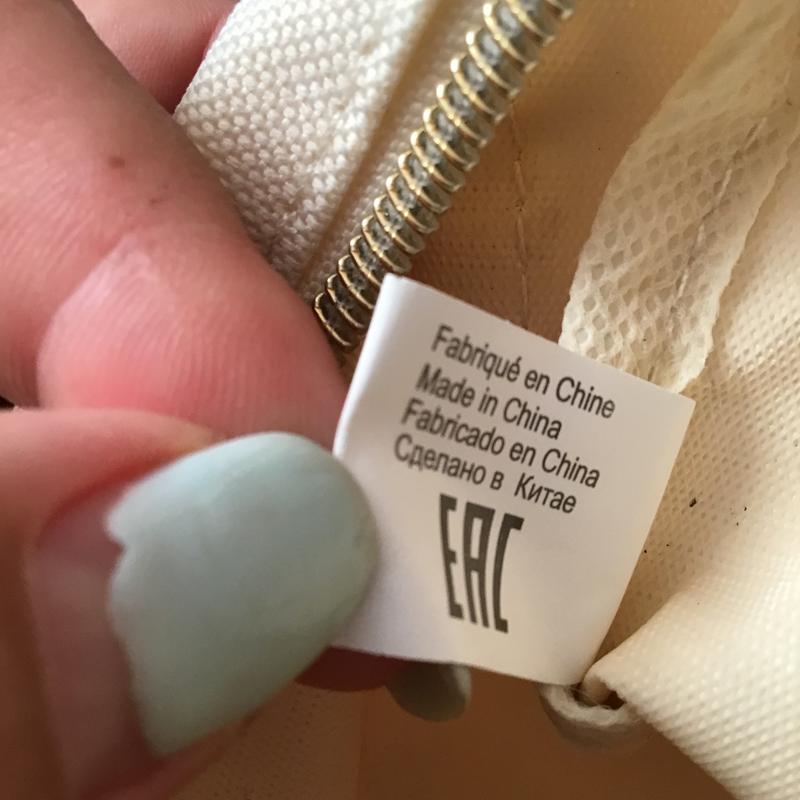 Fabriqué en Chine
Made in China
Fabricado en China
Сделано в Китае
EAC